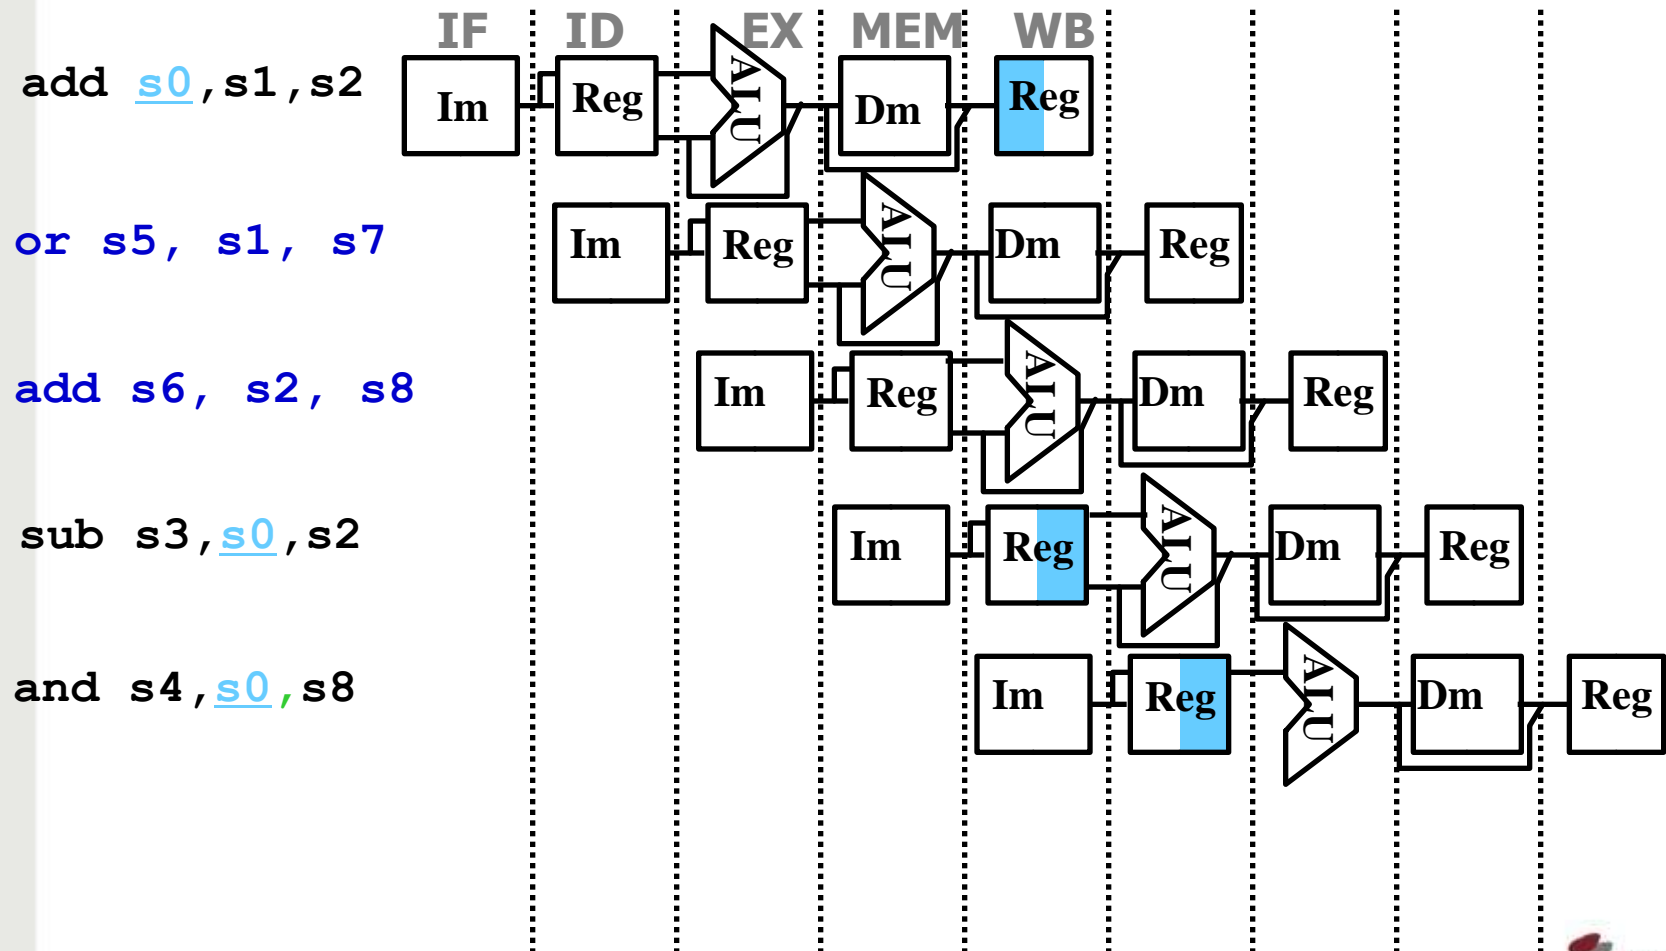 IF ID EX MEM WB
add s0,s1,s2 Im Reg ALU Dm Reg
or s5, s1, s7 Im Reg ALU Dm Reg
add s6, s2, s8 Im Reg ALU Dm Reg
sub s3,s0,s2 Im Reg ALU Dm Reg
and s4,s0,s8 Im Reg ALU Dm Reg